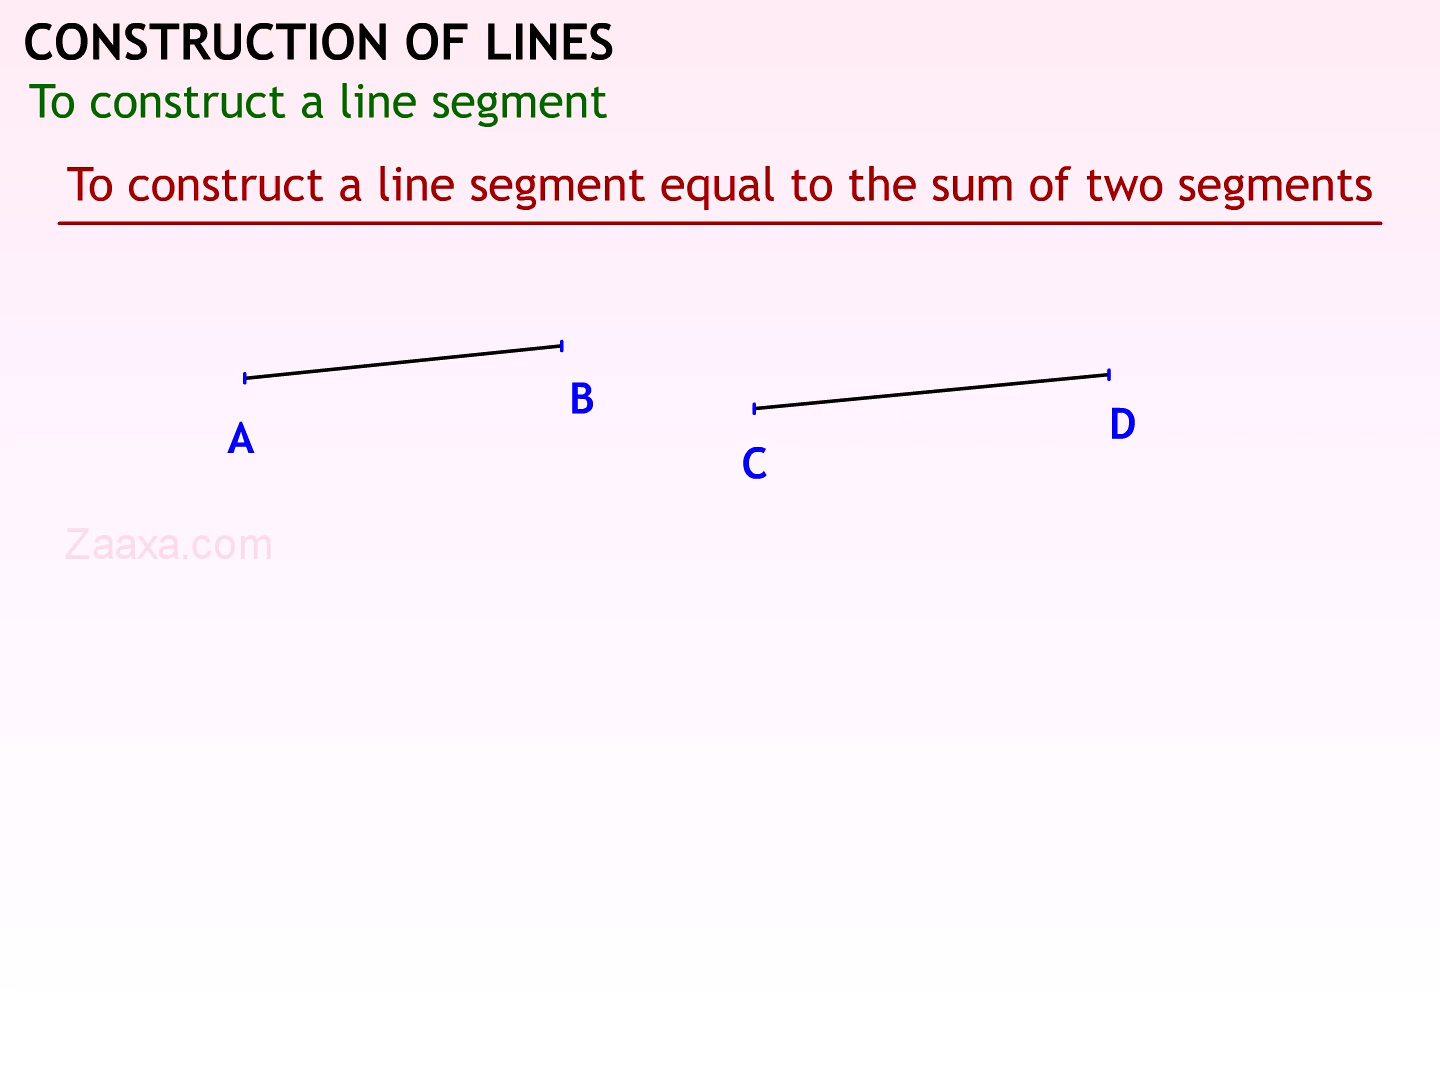 CONSTRUCTION OF LINES
To construct a line segment
To construct a line segment equal to the sum of two segments
B
A
D
C
Zaaxa.com